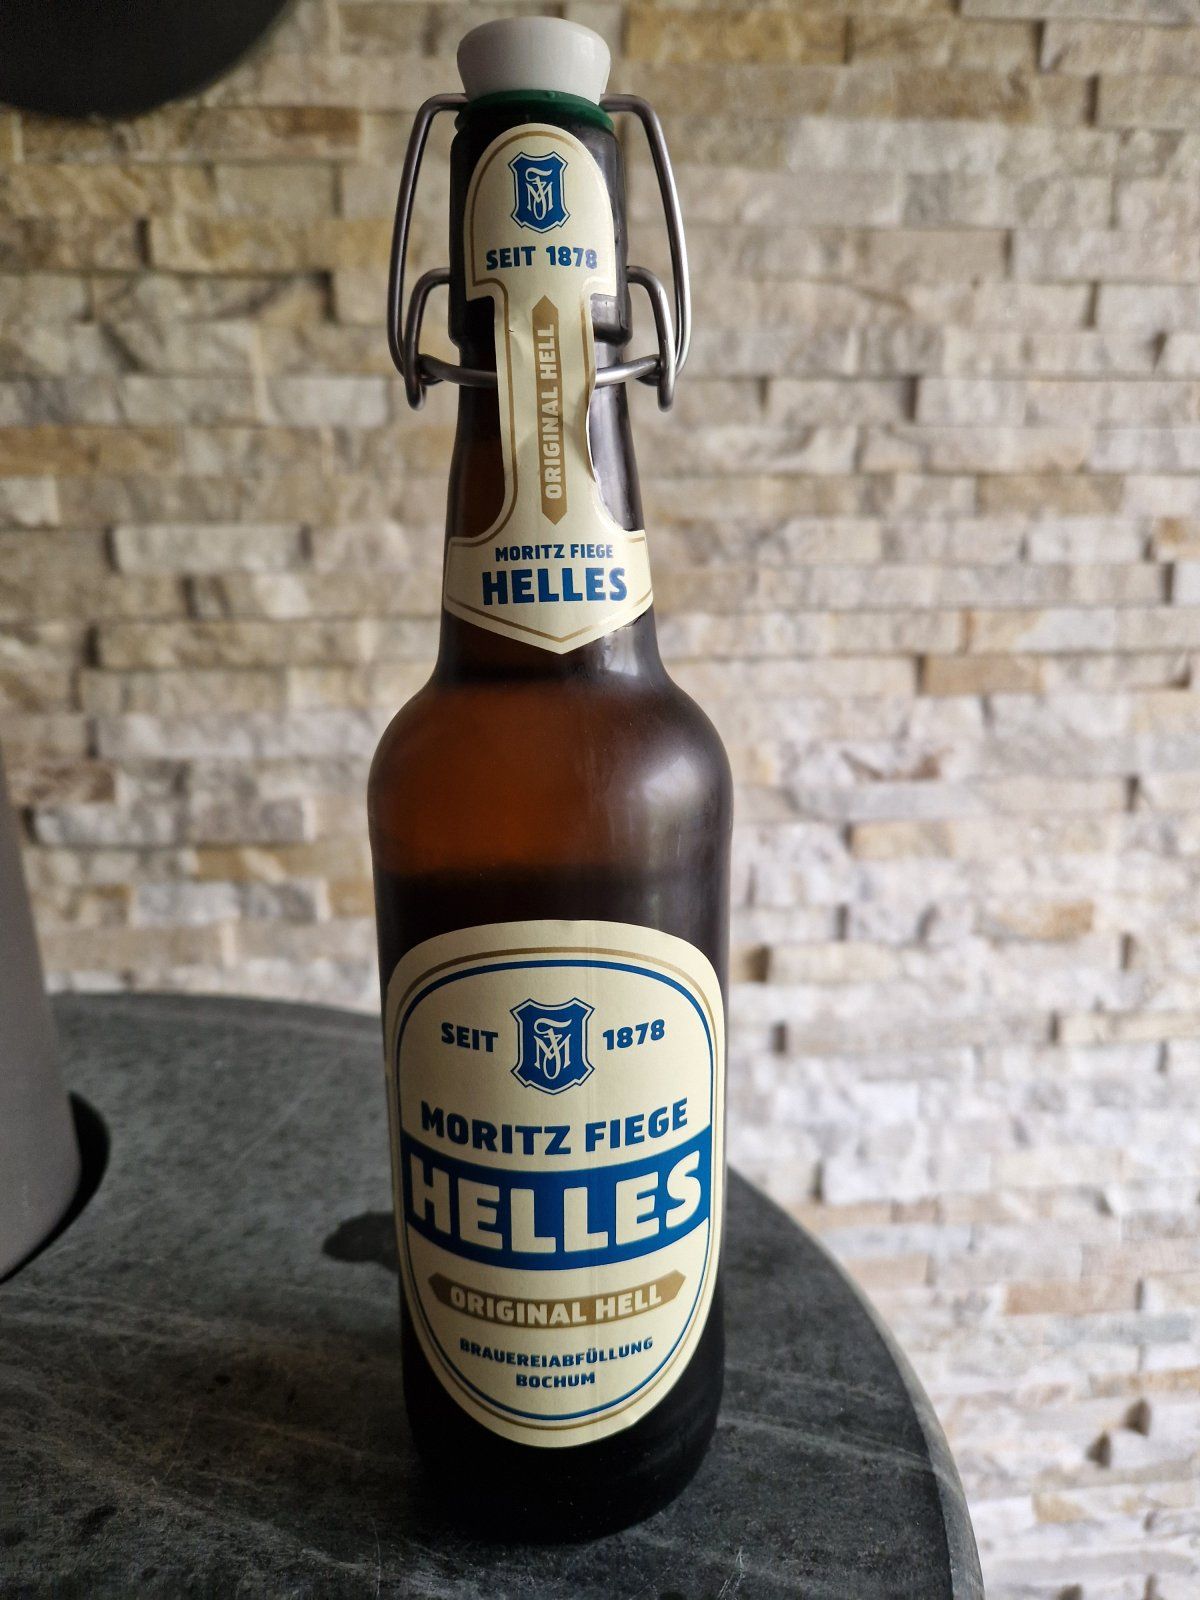 SEIT 1878
ORIGINAL HELL
MORITZ FIEGE
HELLES
SEIT 1878
MORITZ FIEGE
HELLES
ORIGINAL HELL
BRAUEREIABFÜLLUNG
BOCHUM